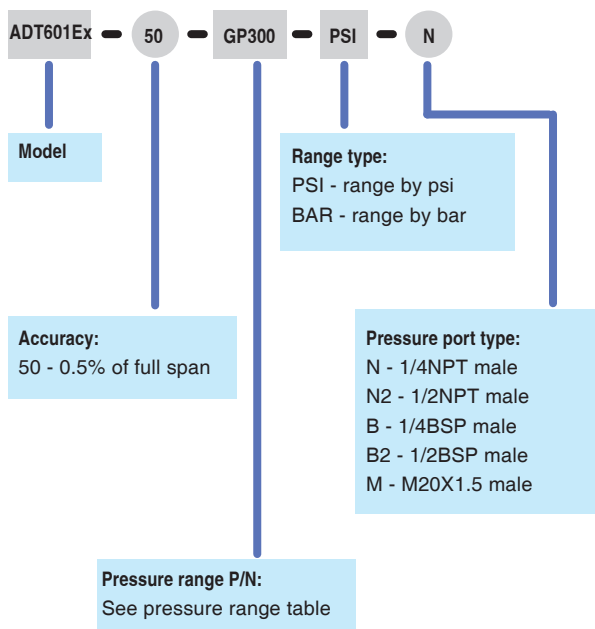 ADT601Ex 50 GP300 PSI N
Model
Range type:
PSI - range by psi
BAR - range by bar
Accuracy:
50 - 0.5% of full span
Pressure port type:
N - 1/4NPT male
N2 - 1/2NPT male
B - 1/4BSP male
B2 - 1/2BSP male
M - M20X1.5 male
Pressure range P/N:
See pressure range table